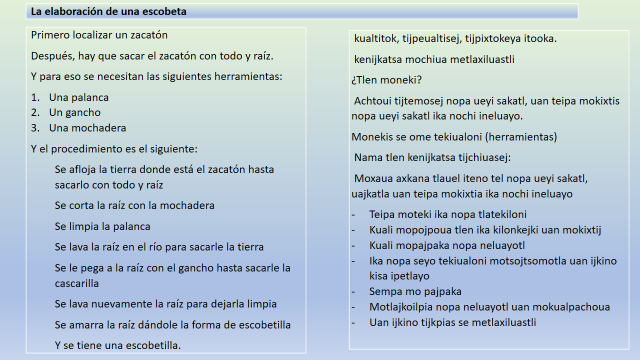 La elaboración de una escobeta
Primero localizar un zacatón
Después, hay que sacar el zacatón con todo y raíz.
Y para eso se necesitan las siguientes herramientas:
1. Una palanca
2. Un gancho
3. Una mochadera
Y el procedimiento es el siguiente:
Se afloja la tierra donde está el zacatón hasta
sacarlo con todo y raíz
Se corta la raíz con la mochadera
Se limpia la palanca
Se lava la raíz en el río para sacarle la tierra
Se le pega a la raíz con el gancho hasta sacarle la
cascarilla
Se lava nuevamente la raíz para dejarla limpia
Se amarra la raíz dándole la forma de escobetilla
Y se tiene una escobetilla.
kualtitok, tijpeualtisej, tijpixtokeya itooka.
kenijkatsa mochiua metlaxiluastli
¿Tlen moneki?
Achtoui tijtemosej nopa ueyi sakatl, uan teipa mokixtis
nopa ueyi sakatl ika nochi ineluayo.
Monekis se ome tekiualoni (herramientas)
Nama tlen kenijkatsa tijchiuasej:
Moxaua axkana tlauel iteno tel nopa ueyi sakatl,
uajkatla uan teipa mokixtia ika nochi ineluayo
- Teipa moteki ika nopa tlatekiloni
- Kuali mopojpoua tlen ika kilonkejki uan mokixtij
- Kuali mopajpaka nopa neluayotl
- Ika nopa seyo tekiualoni motsojtsomotla uan ijkino
kisa ipetlayo
- Sempa mo pajpaka
- Motlajkoilpia nopa neluayotl uan mokualpachoua
- Uan ijkino tijkpias se metlaxiluastli